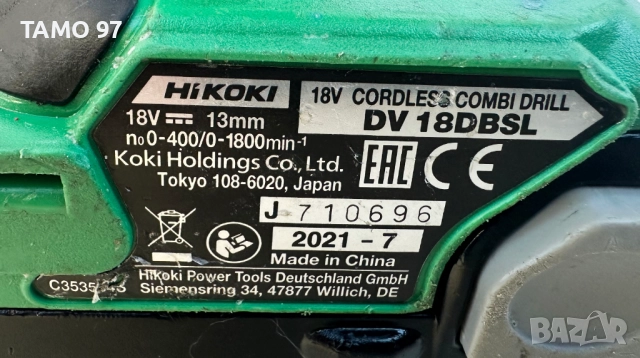 TAMO 97
HiKOKI
18V CORDLESS COMBI DRILL
DV 18DBSL
18V 13mm
n₀0-400/0-1800min⁻¹
Koki Holdings Co., Ltd.
Tokyo 108-6020, Japan
EAC CE
J 710696
2021 - 7
Made in China
Hikoki Power Tools Deutschland GmbH
Siemensring 34, 47877 Willich, DE
BAZAR